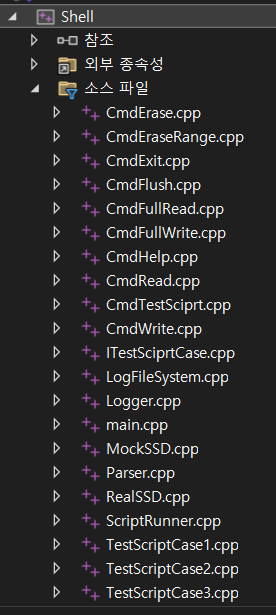 Shell
참조
외부 종속성
소스 파일
CmdErase.cpp
CmdEraseRange.cpp
CmdExit.cpp
CmdFlush.cpp
CmdFullRead.cpp
CmdFullWrite.cpp
CmdHelp.cpp
CmdRead.cpp
CmdTestSciprt.cpp
CmdWrite.cpp
ITestSciprtCase.cpp
LogFileSystem.cpp
Logger.cpp
main.cpp
MockSSD.cpp
Parser.cpp
RealSSD.cpp
ScriptRunner.cpp
TestScriptCase1.cpp
TestScriptCase2.cpp
TestScriptCase3.cpp